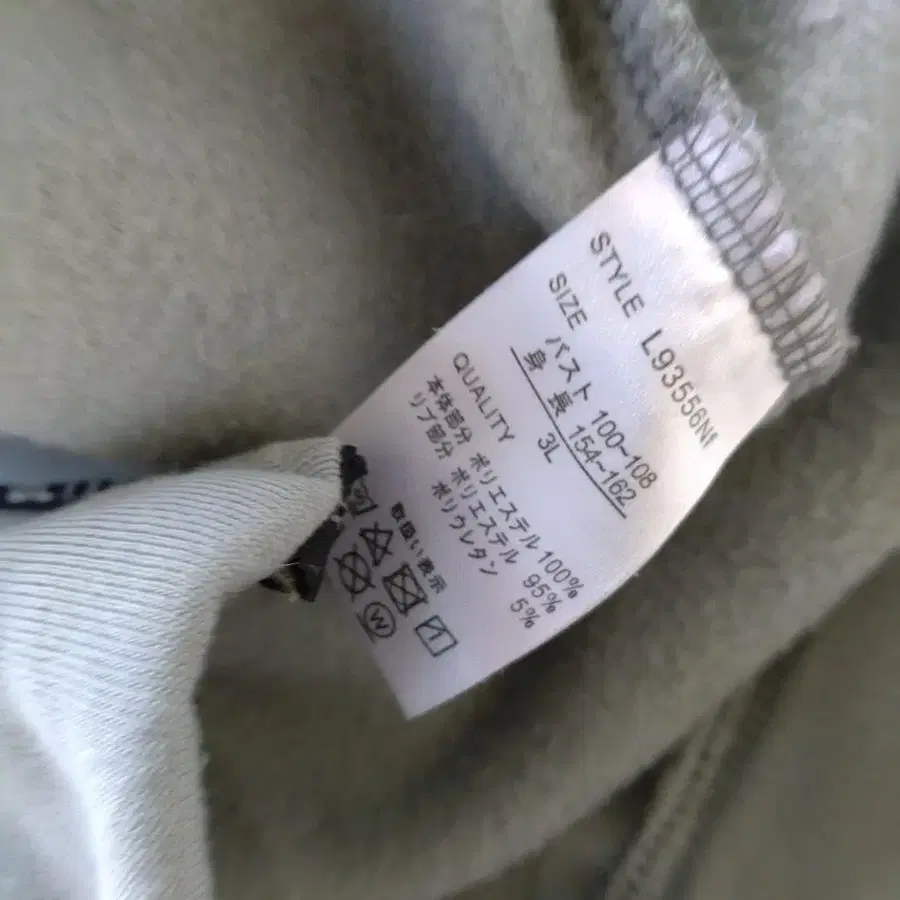 STYLE L93556N1
SIZE
バスト 100~108
身 長 154~162
3L
QUALITY
本体部分 ポリエステル 100%
リブ部分 ポリエステル 95%
ポリウレタン 5%
取扱い表示
W